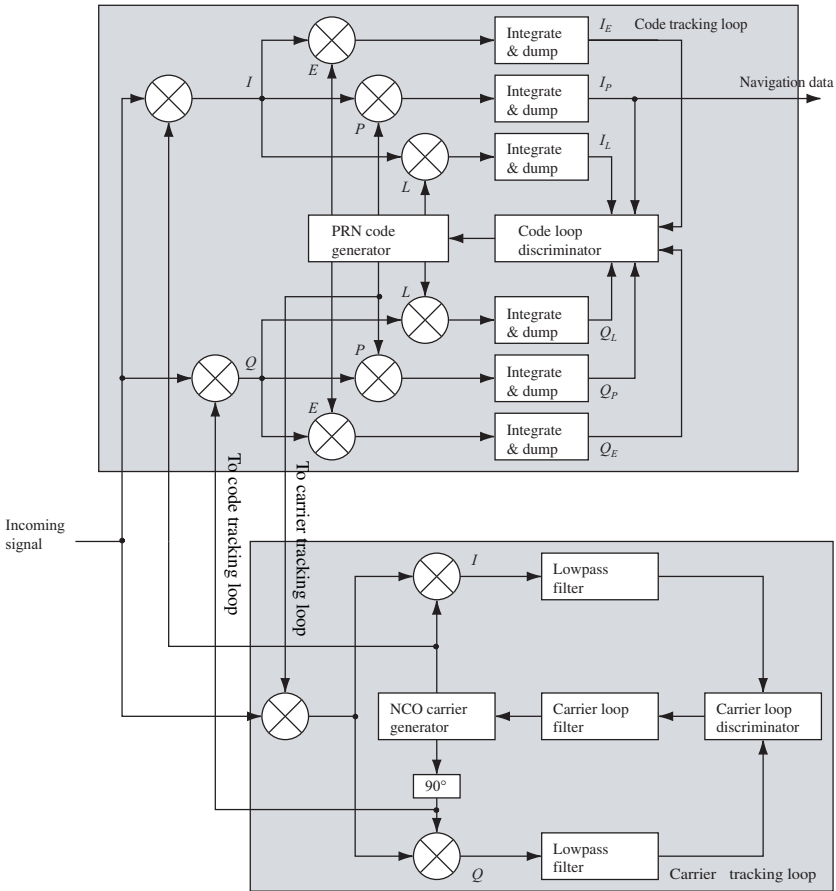 Integrate
& dump
I_E
Code tracking loop
E
I
Integrate
& dump
I_P
Navigation data
P
Integrate
& dump
I_L
L
PRN code
generator
Code loop
discriminator
L
Integrate
& dump
Q_L
Q
P
Integrate
& dump
Q_P
E
Integrate
& dump
Q_E
To code tracking loop
To carrier tracking loop
Incoming
signal
I
Lowpass
filter
NCO carrier
generator
Carrier loop
filter
Carrier loop
discriminator
90°
Q
Lowpass
filter
Carrier tracking loop